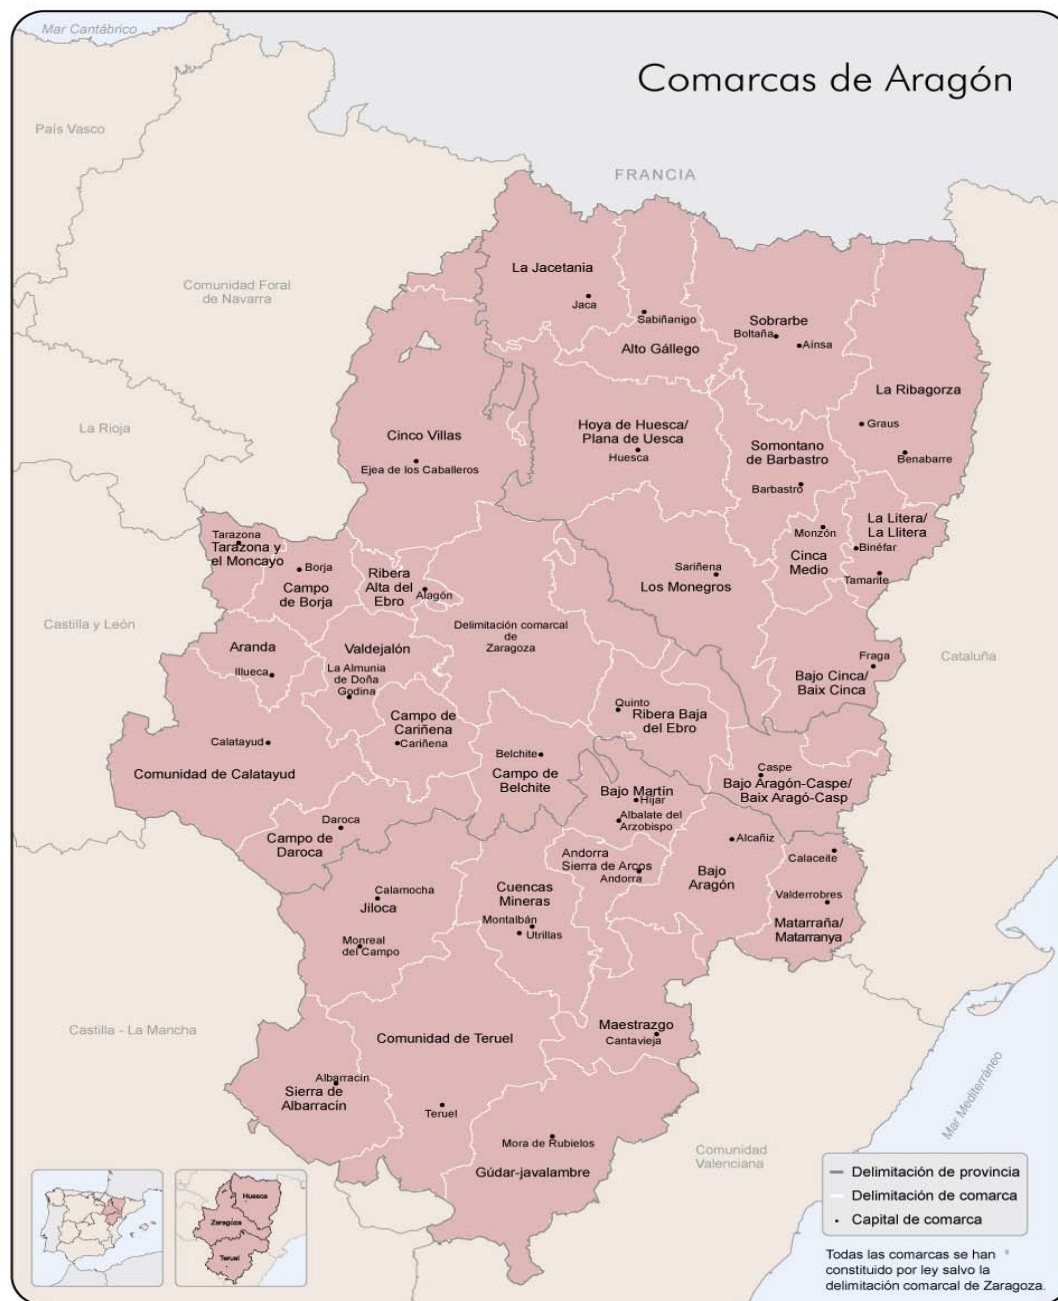 Mar Cantábrico
Comarcas de Aragón
País Vasco
FRANCIA
Comunidad Foral
de Navarra
La Jacetania
Jaca
Sabiñanigo
Alto Gállego
Sobrarbe
Boltaña
Ainsa
La Ribagorza
Graus
Benabarre
La Rioja
Cinco Villas
Ejea de los Caballeros
Hoya de Huesca/
Plana de Uesca
Huesca
Somontano
de Barbastro
Barbastro
Tarazona
Tarazona y
el Moncayo
Borja
Campo
de Borja
Ribera
Alta del
Ebro
Alagón
La Litera/
La Llitera
Monzón
Binéfar
Cinca
Medio
Tamante
Sariñena
Los Monegros
Castilla y León
Delimitación comarcal
de
Zaragoza
Aranda
Illueca
Valdejalón
La Almunia
de Doña
Godina
Cataluña
Fraga
Bajo Cinca/
Baix Cinca
Campo de
Cariñena
Cariñena
Quinto
Ribera Baja
del Ebro
Calatayud
Comunidad de Calatayud
Belchite
Campo de
Belchite
Caspe
Bajo Aragón-Caspe/
Baix Aragó-Casp
Bajo Martín
Hijar
Albalate del
Arzobispo
Daroca
Campo de
Daroca
Alcañiz
Andorra
Sierra de Arcos
Andorra
Bajo
Aragón
Calaceite
Valderrobres
Matarraña/
Matarranya
Calamocha
Jiloca
Cuencas
Mineras
Montalbán
Utrillas
Monreal
del Campo
Castilla - La Mancha
Comunidad de Teruel
Maestrazgo
Cantavieja
Albarracín
Sierra de
Albarracín
Teruel
Mora de Rubielos
Gúdar-javalambre
Mar Mediterráneo
Comunidad
Valenciana
Huesca
Zaragoza
Teruel
Delimitación de provincia
Delimitación de comarca
Capital de comarca
Todas las comarcas se han
constituido por ley salvo la
delimitación comarcal de Zaragoza.